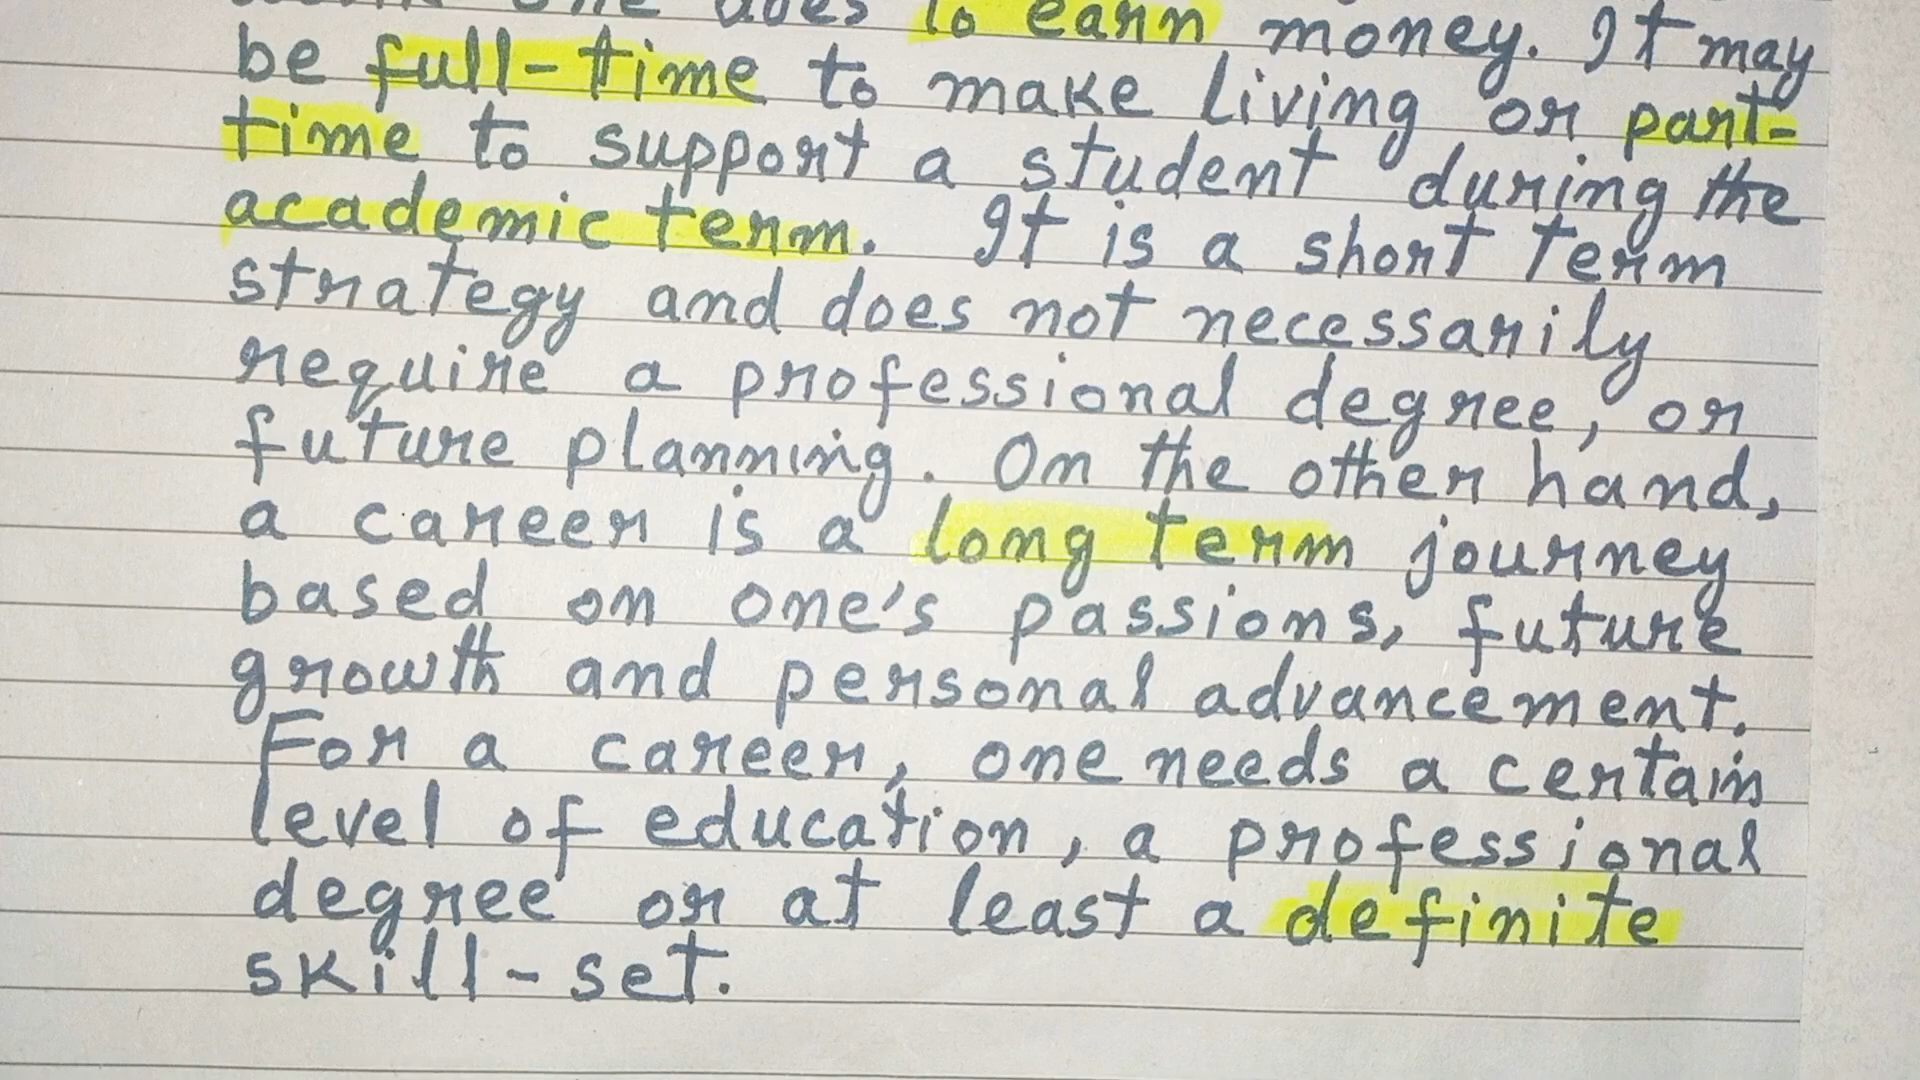 one does to earn money. It may
be full-time to make living or part-
time to support a student during the
academic term. It is a short term
strategy and does not necessarily
require a professional degree, or
future planning. On the other hand,
a career is a long term journey
based on one's passions, future
growth and personal advancement.
For a career, one needs a certain
level of education, a professional
degree or at least a definite
skill-set.